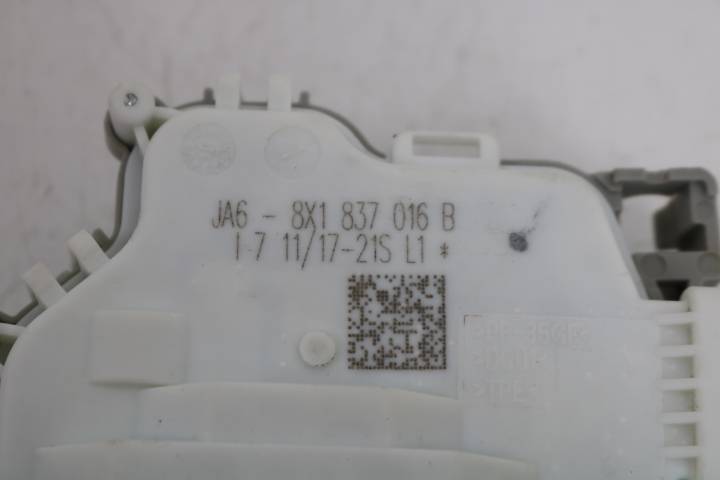 JA6 - 8X1 837 016 B
I-7 11/17-21S L1 *